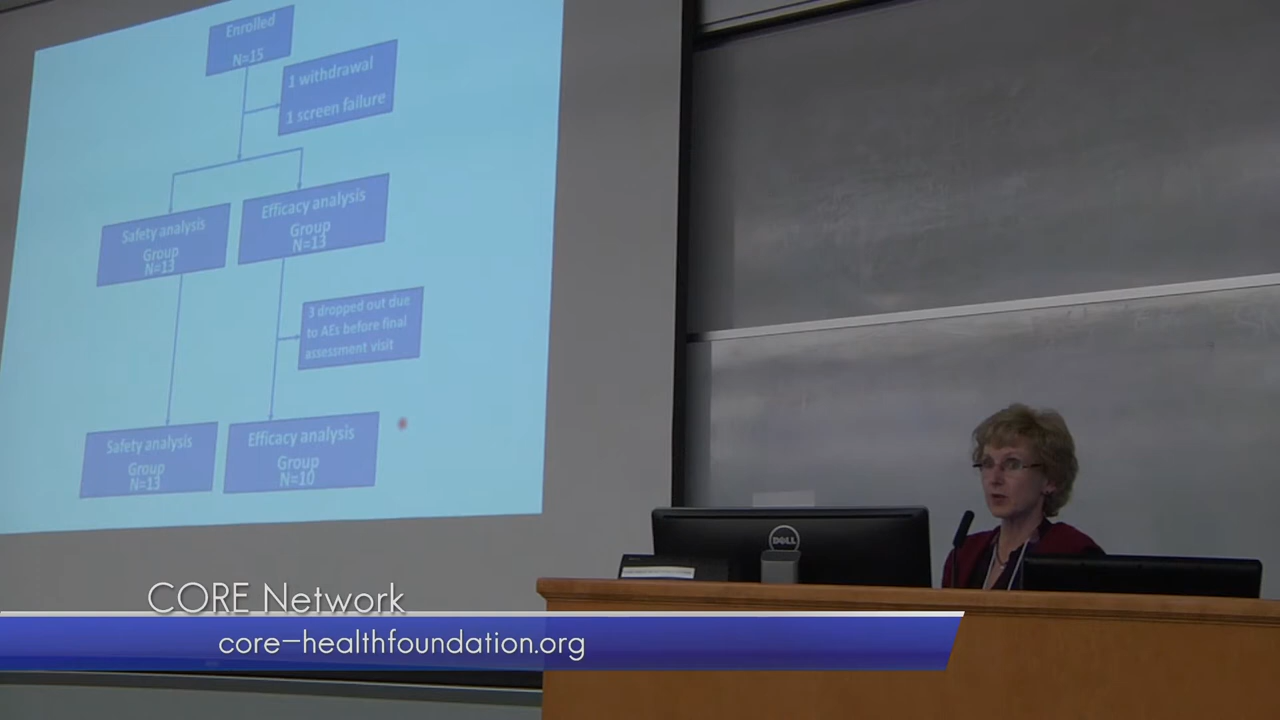 Enrolled
N=15
1 withdrawal
1 screen failure
Safety analysis
Group
N=13
Efficacy analysis
Group
N=13
3 dropped out due
to AEs before final
assessment visit
Safety analysis
Group
N=13
Efficacy analysis
Group
N=10
DELL
CORE Network
core-healthfoundation.org